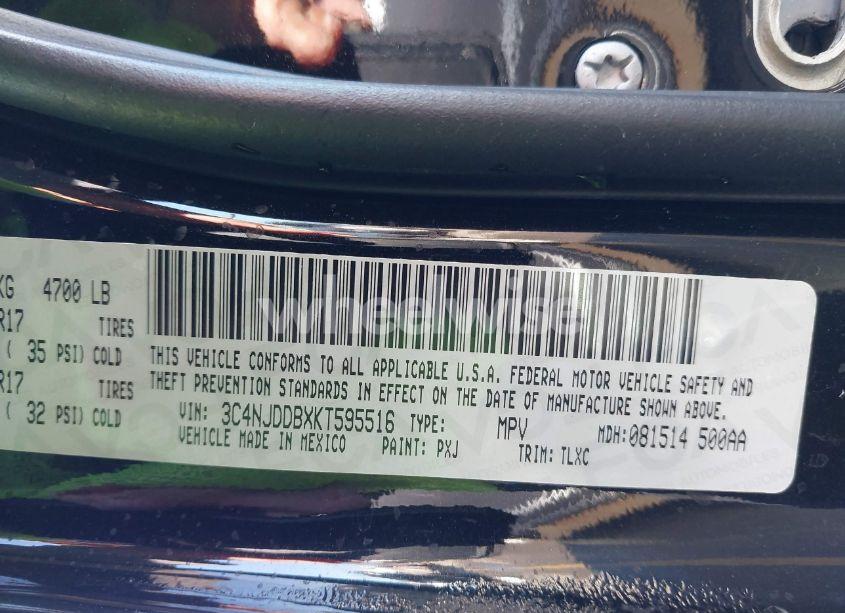 KG 4700 LB
R17 TIRES
( 35 PSI) COLD
R17 TIRES
( 32 PSI) COLD
wheelwise
THIS VEHICLE CONFORMS TO ALL APPLICABLE U.S.A. FEDERAL MOTOR VEHICLE SAFETY AND
THEFT PREVENTION STANDARDS IN EFFECT ON THE DATE OF MANUFACTURE SHOWN ABOVE.
VIN: 3C4NJDDBXKT595516 TYPE: MPV MDH:081514 500AA
VEHICLE MADE IN MEXICO PAINT: PXJ TRIM: TLXC